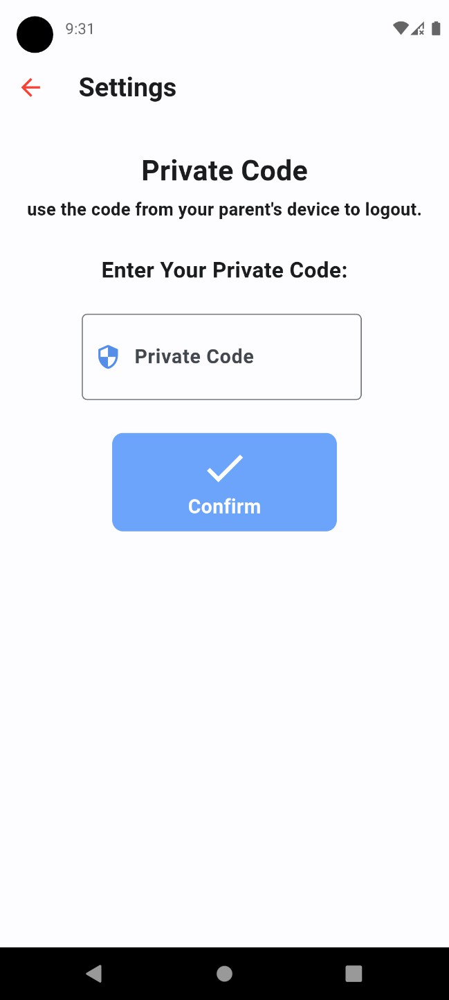 9:31
Settings
Private Code
use the code from your parent's device to logout.
Enter Your Private Code:
Private Code
Confirm